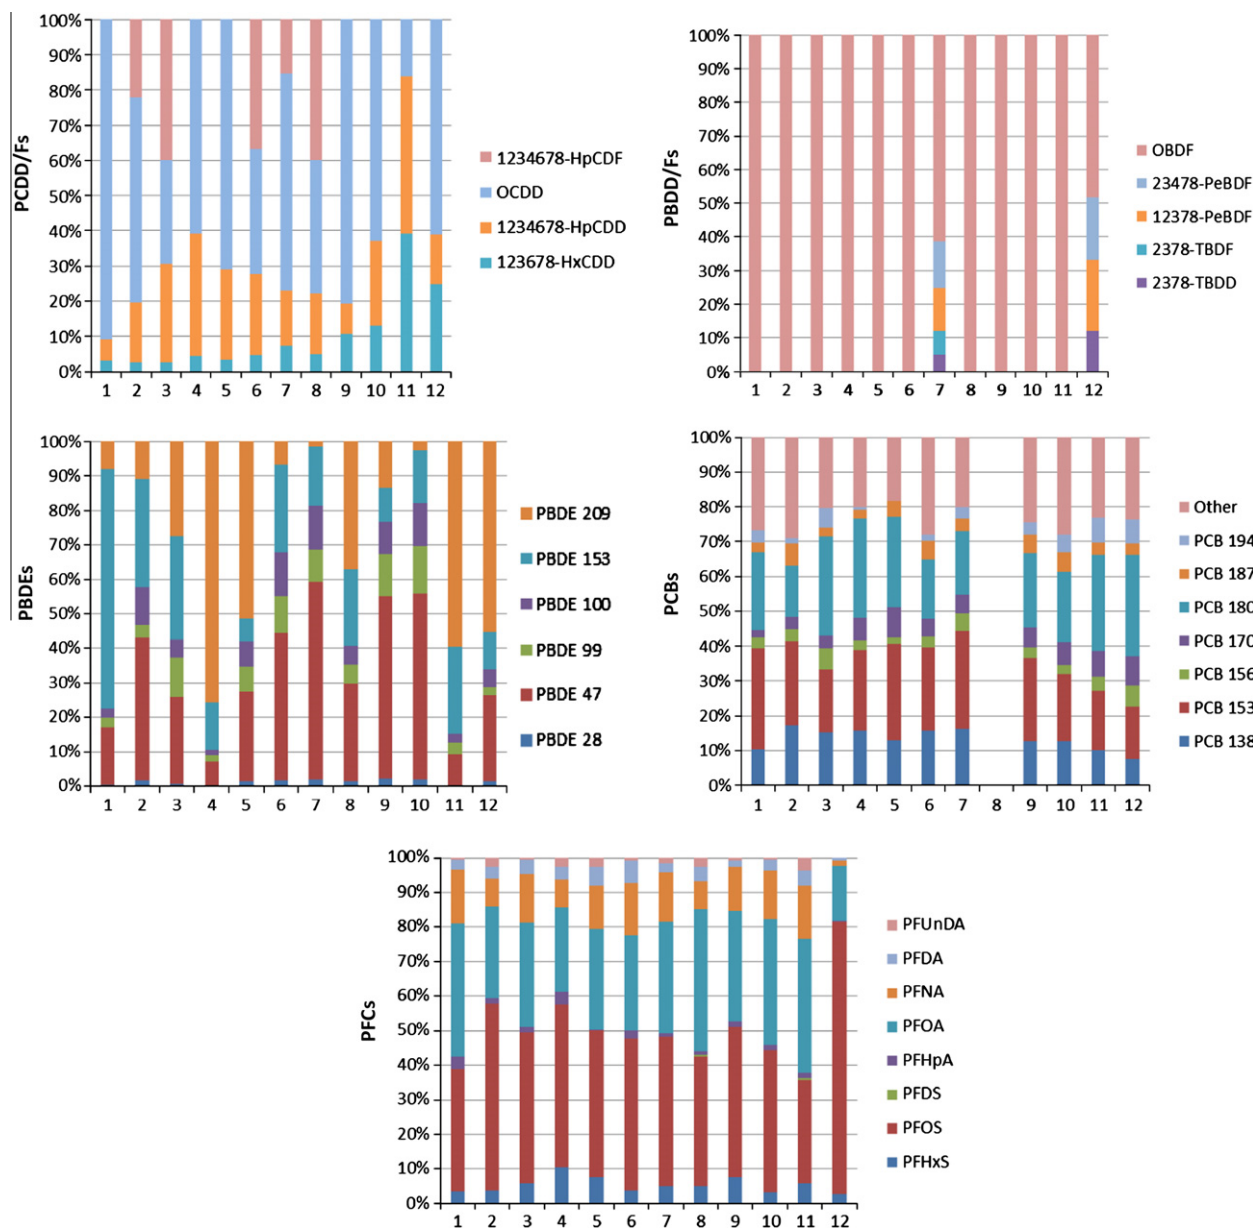 PCDD/Fs
100%
90%
80%
70%
60%
50%
40%
30%
20%
10%
0%
1 2 3 4 5 6 7 8 9 10 11 12
1234678-HpCDF
OCDD
1234678-HpCDD
123678-HxCDD
PBDD/Fs
100%
90%
80%
70%
60%
50%
40%
30%
20%
10%
0%
1 2 3 4 5 6 7 8 9 10 11 12
OBDF
23478-PeBDF
12378-PeBDF
2378-TBDF
2378-TBDD
PBDEs
100%
90%
80%
70%
60%
50%
40%
30%
20%
10%
0%
1 2 3 4 5 6 7 8 9 10 11 12
PBDE 209
PBDE 153
PBDE 100
PBDE 99
PBDE 47
PBDE 28
PCBs
100%
90%
80%
70%
60%
50%
40%
30%
20%
10%
0%
1 2 3 4 5 6 7 8 9 10 11 12
Other
PCB 194
PCB 187
PCB 180
PCB 170
PCB 156
PCB 153
PCB 138
PFCs
100%
90%
80%
70%
60%
50%
40%
30%
20%
10%
0%
1 2 3 4 5 6 7 8 9 10 11 12
PFUnDA
PFDA
PFNA
PFOA
PFHpA
PFDS
PFOS
PFHxS